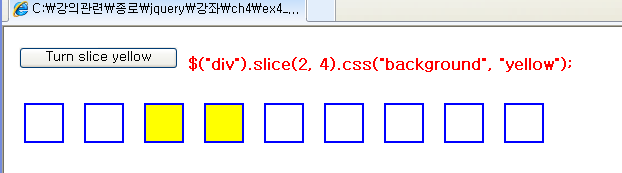 C:₩강의관련₩종로₩jquery₩강좌₩ch4₩ex4_...
Turn slice yellow
$("div").slice(2, 4).css("background", "yellow");